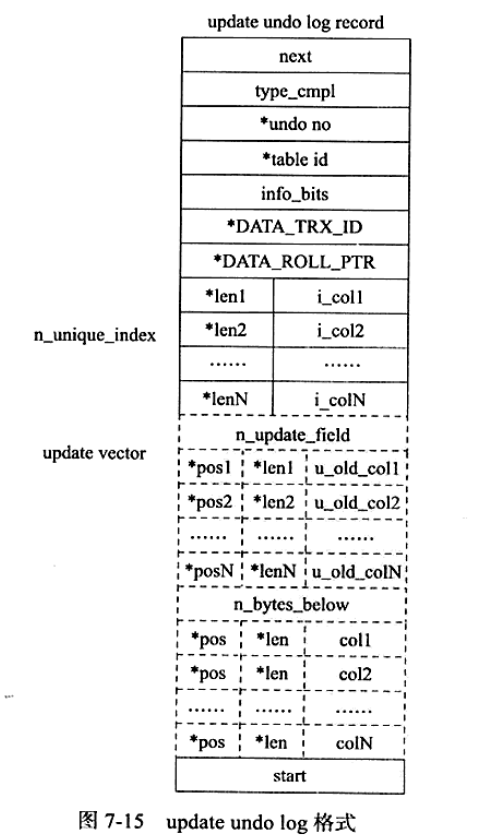 update undo log record
next
type_cmpl
*undo no
*table id
info_bits
*DATA_TRX_ID
*DATA_ROLL_PTR
*len1 i_col1
n_unique_index *len2 i_col2
...... ......
*lenN i_colN
n_update_field
update vector *pos1 *len1 u_old_col1
*pos2 *len2 u_old_col2
...... ...... ......
*posN *lenN u_old_colN
n_bytes_below
*pos *len col1
*pos *len col2
...... ...... ......
*pos *len colN
start
图 7-15 update undo log 格式